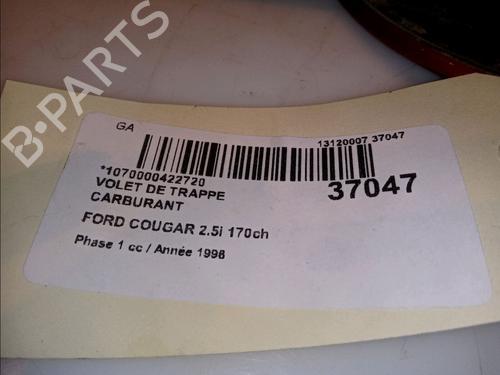 GA
13120007 37047
*1070000422720
37047
VOLET DE TRAPPE
CARBURANT
FORD COUGAR 2.5i 170ch
Phase 1 cc / Année 1998
B-PARTS